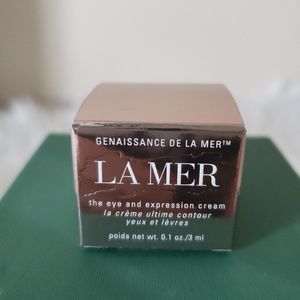 GENAISSANCE DE LA MER™
LA MER
the eye and expression cream
la crème ultime contour
yeux et lèvres
poids net wt. 0.1 oz./3 ml